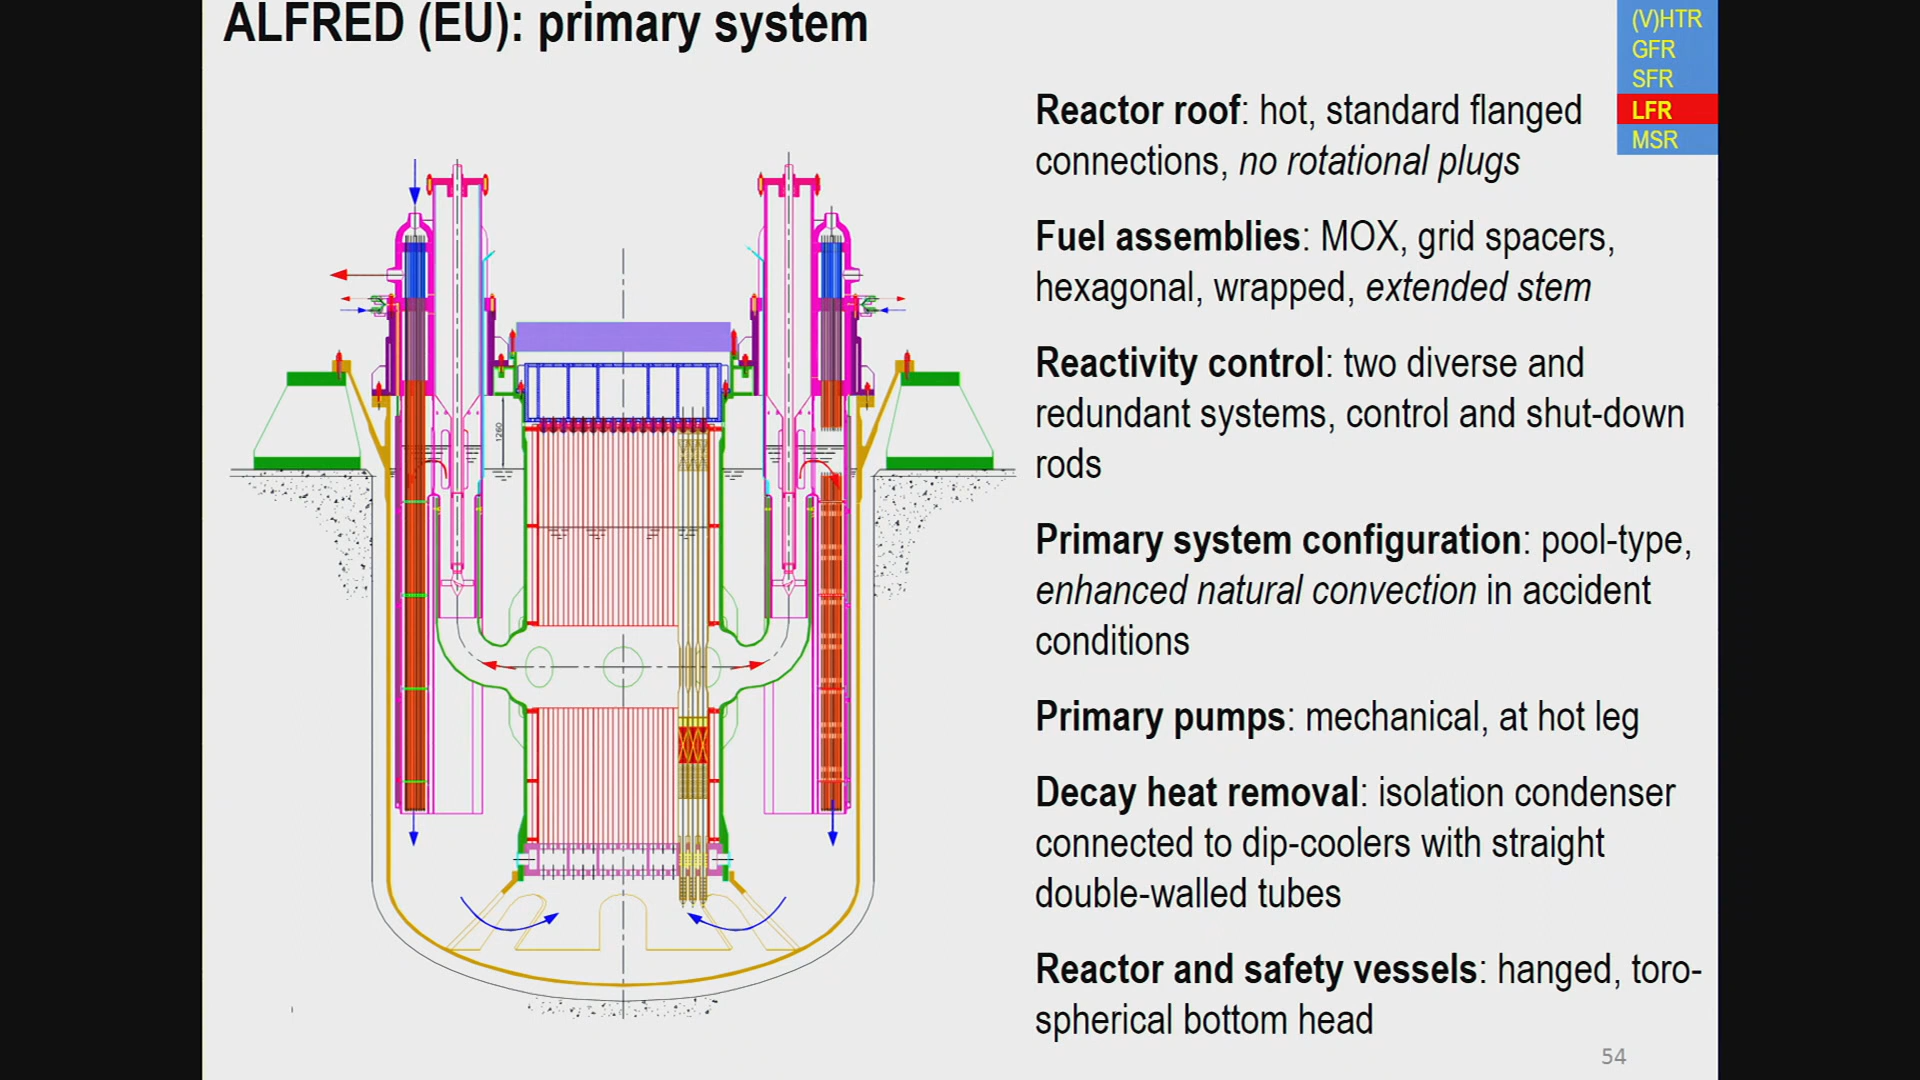 ALFRED (EU): primary system
(V)HTR
GFR
SFR
LFR
MSR
Reactor roof: hot, standard flanged
connections, no rotational plugs
Fuel assemblies: MOX, grid spacers,
hexagonal, wrapped, extended stem
Reactivity control: two diverse and
redundant systems, control and shut-down
rods
Primary system configuration: pool-type,
enhanced natural convection in accident
conditions
Primary pumps: mechanical, at hot leg
Decay heat removal: isolation condenser
connected to dip-coolers with straight
double-walled tubes
Reactor and safety vessels: hanged, toro-
spherical bottom head
1260
54